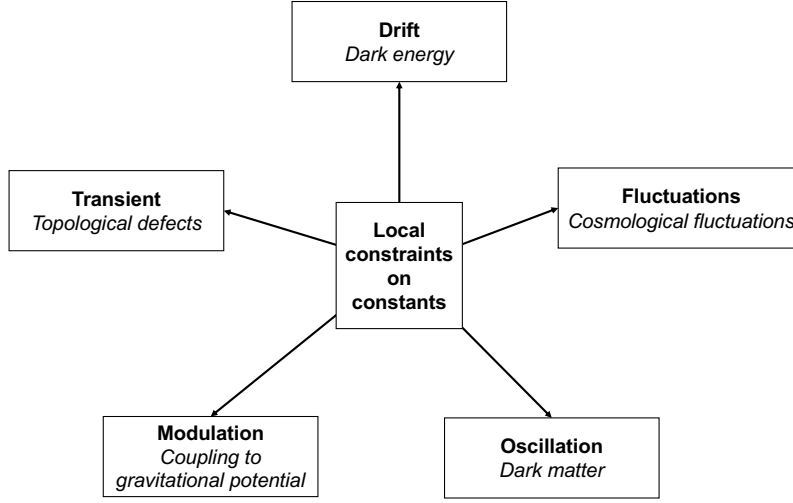 Drift
Dark energy
Transient
Topological defects
Fluctuations
Cosmological fluctuations
Local
constraints
on
constants
Modulation
Coupling to
gravitational potential
Oscillation
Dark matter